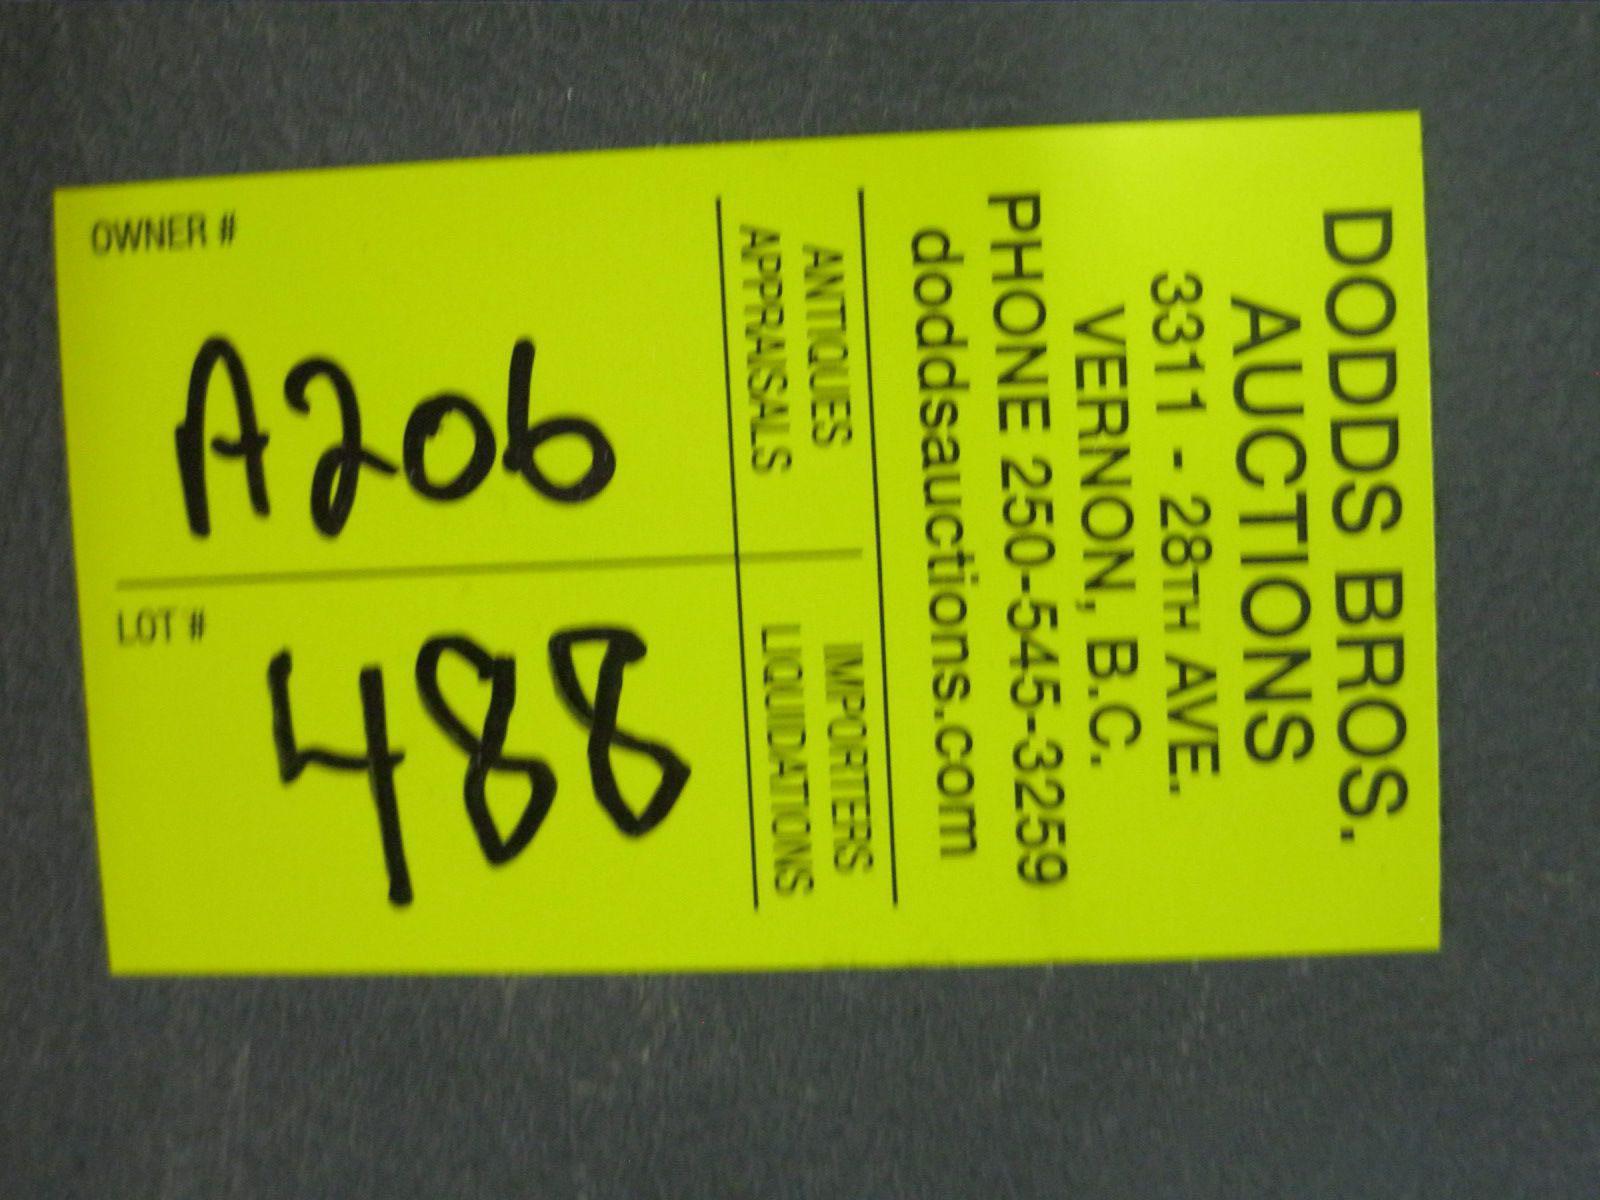 DODDS BROS.
AUCTIONS
3311 - 28TH AVE.
VERNON, B.C.
PHONE 250-545-3259
doddsauctions.com
ANTIQUES
APPRAISALS
IMPORTERS
LIQUIDATIONS
OWNER #
A206
LOT #
488